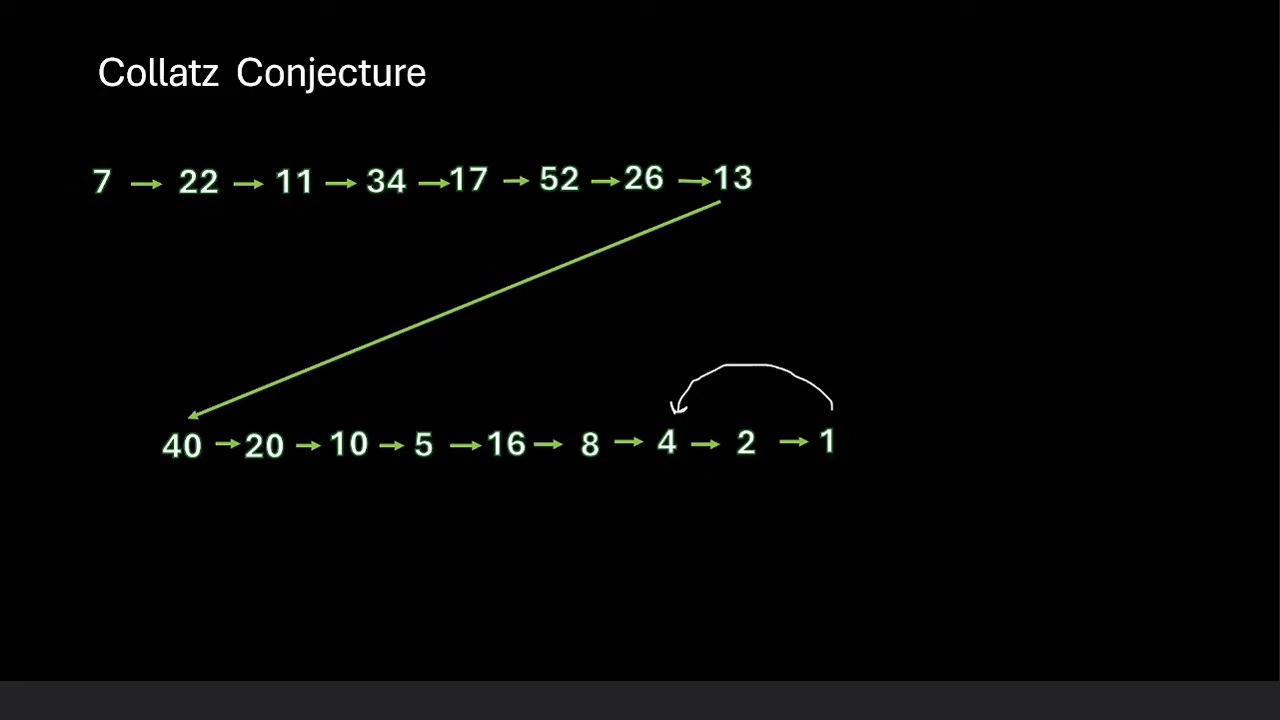 Collatz Conjecture
7 → 22 → 11 → 34 → 17 → 52 → 26 → 13
40 → 20 → 10 → 5 → 16 → 8 → 4 → 2 → 1